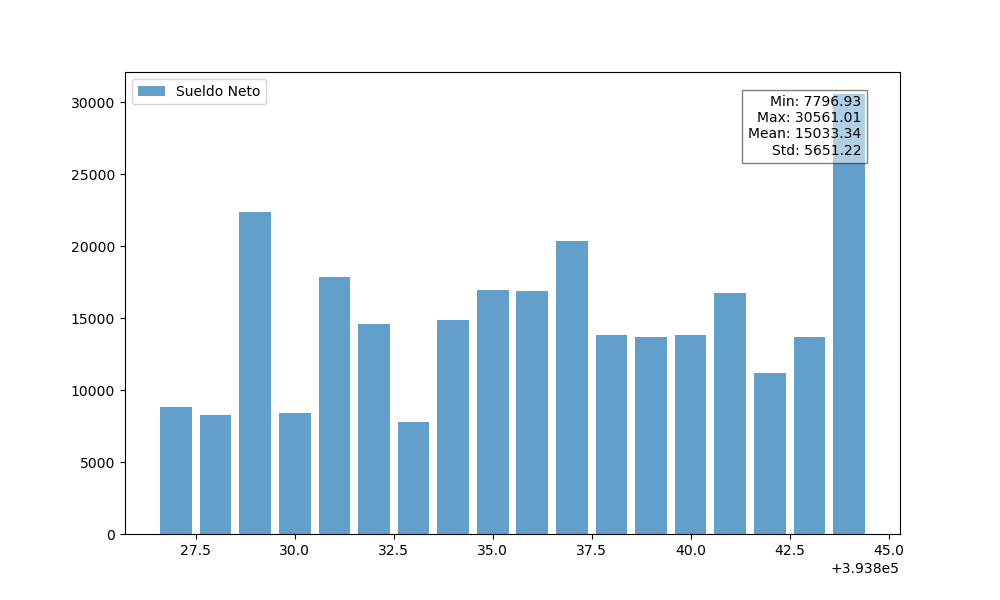 Sueldo Neto
Min: 7796.93
Max: 30561.01
Mean: 15033.34
Std: 5651.22
30000
25000
20000
15000
10000
5000
0
27.5 30.0 32.5 35.0 37.5 40.0 42.5 45.0
+3.938e5